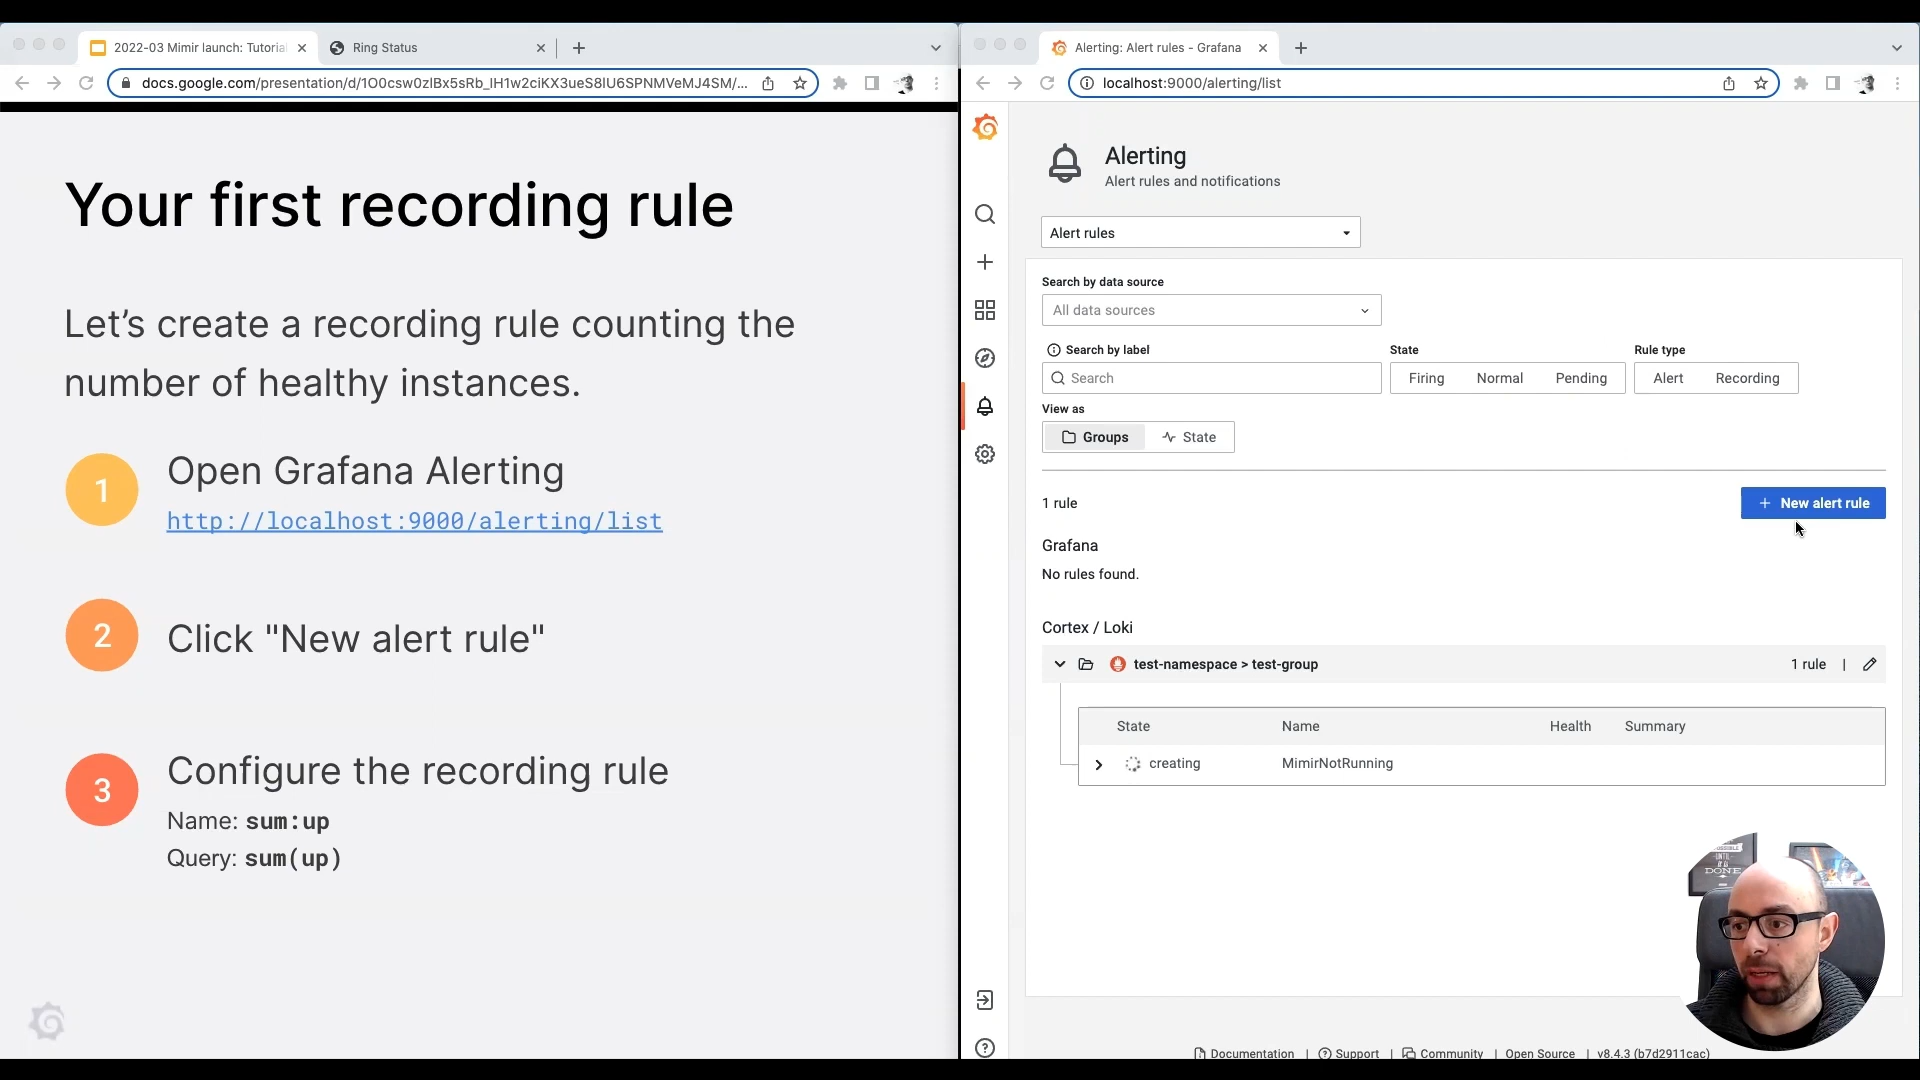 2022-03 Mimir launch: Tutoria
Ring Status
docs.google.com/presentation/d/1O0csw0zlBx5sRb_IH1w2ciKX3ueS8lU6SPNMVeMJ4SM/...
Your first recording rule
Let's create a recording rule counting the
number of healthy instances.
1
Open Grafana Alerting
http://localhost:9000/alerting/list
2
Click "New alert rule"
3
Configure the recording rule
Name: sum:up
Query: sum(up)
Alerting: Alert rules - Grafana
localhost:9000/alerting/list
Alerting
Alert rules and notifications
Alert rules
Search by data source
All data sources
Search by label
State
Rule type
Search
Firing Normal Pending
Alert Recording
View as
Groups State
1 rule
New alert rule
Grafana
No rules found.
Cortex / Loki
test-namespace > test-group
1 rule |
State Name Health Summary
creating MimirNotRunning
UNTIL
DONE
Documentation | Support | Community | Open Source | v8.4.3 (b7d2911cac)